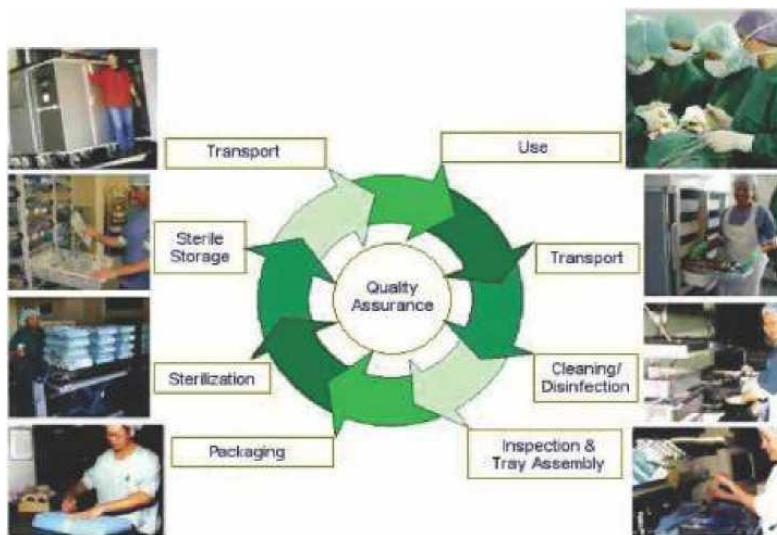 Transport
Use
Sterile
Storage
Transport
Quality
Assurance
Sterilization
Cleaning/
Disinfection
Packaging
Inspection &
Tray Assembly